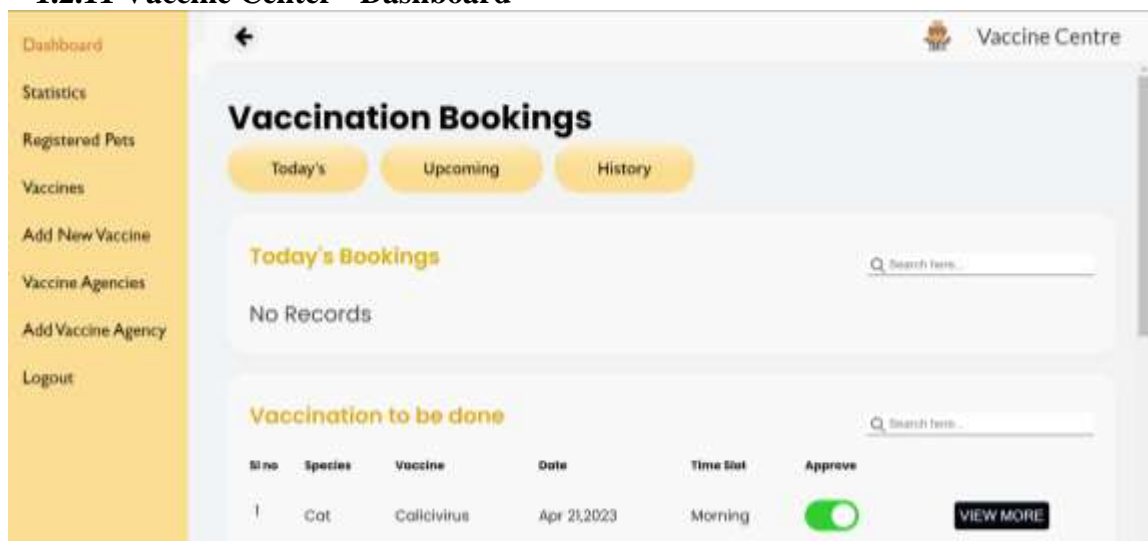 1.2.11 Vaccine Center - Dashboard
Dashboard
Statistics
Registered Pets
Vaccines
Add New Vaccine
Vaccine Agencies
Add Vaccine Agency
Logout
Vaccine Centre
Vaccination Bookings
Today's Upcoming History
Today's Bookings
Search here...
No Records
Vaccination to be done
Search here...
Sl no Species Vaccine Date Time Slot Approve
1 Cat Calicivirus Apr 21,2023 Morning VIEW MORE